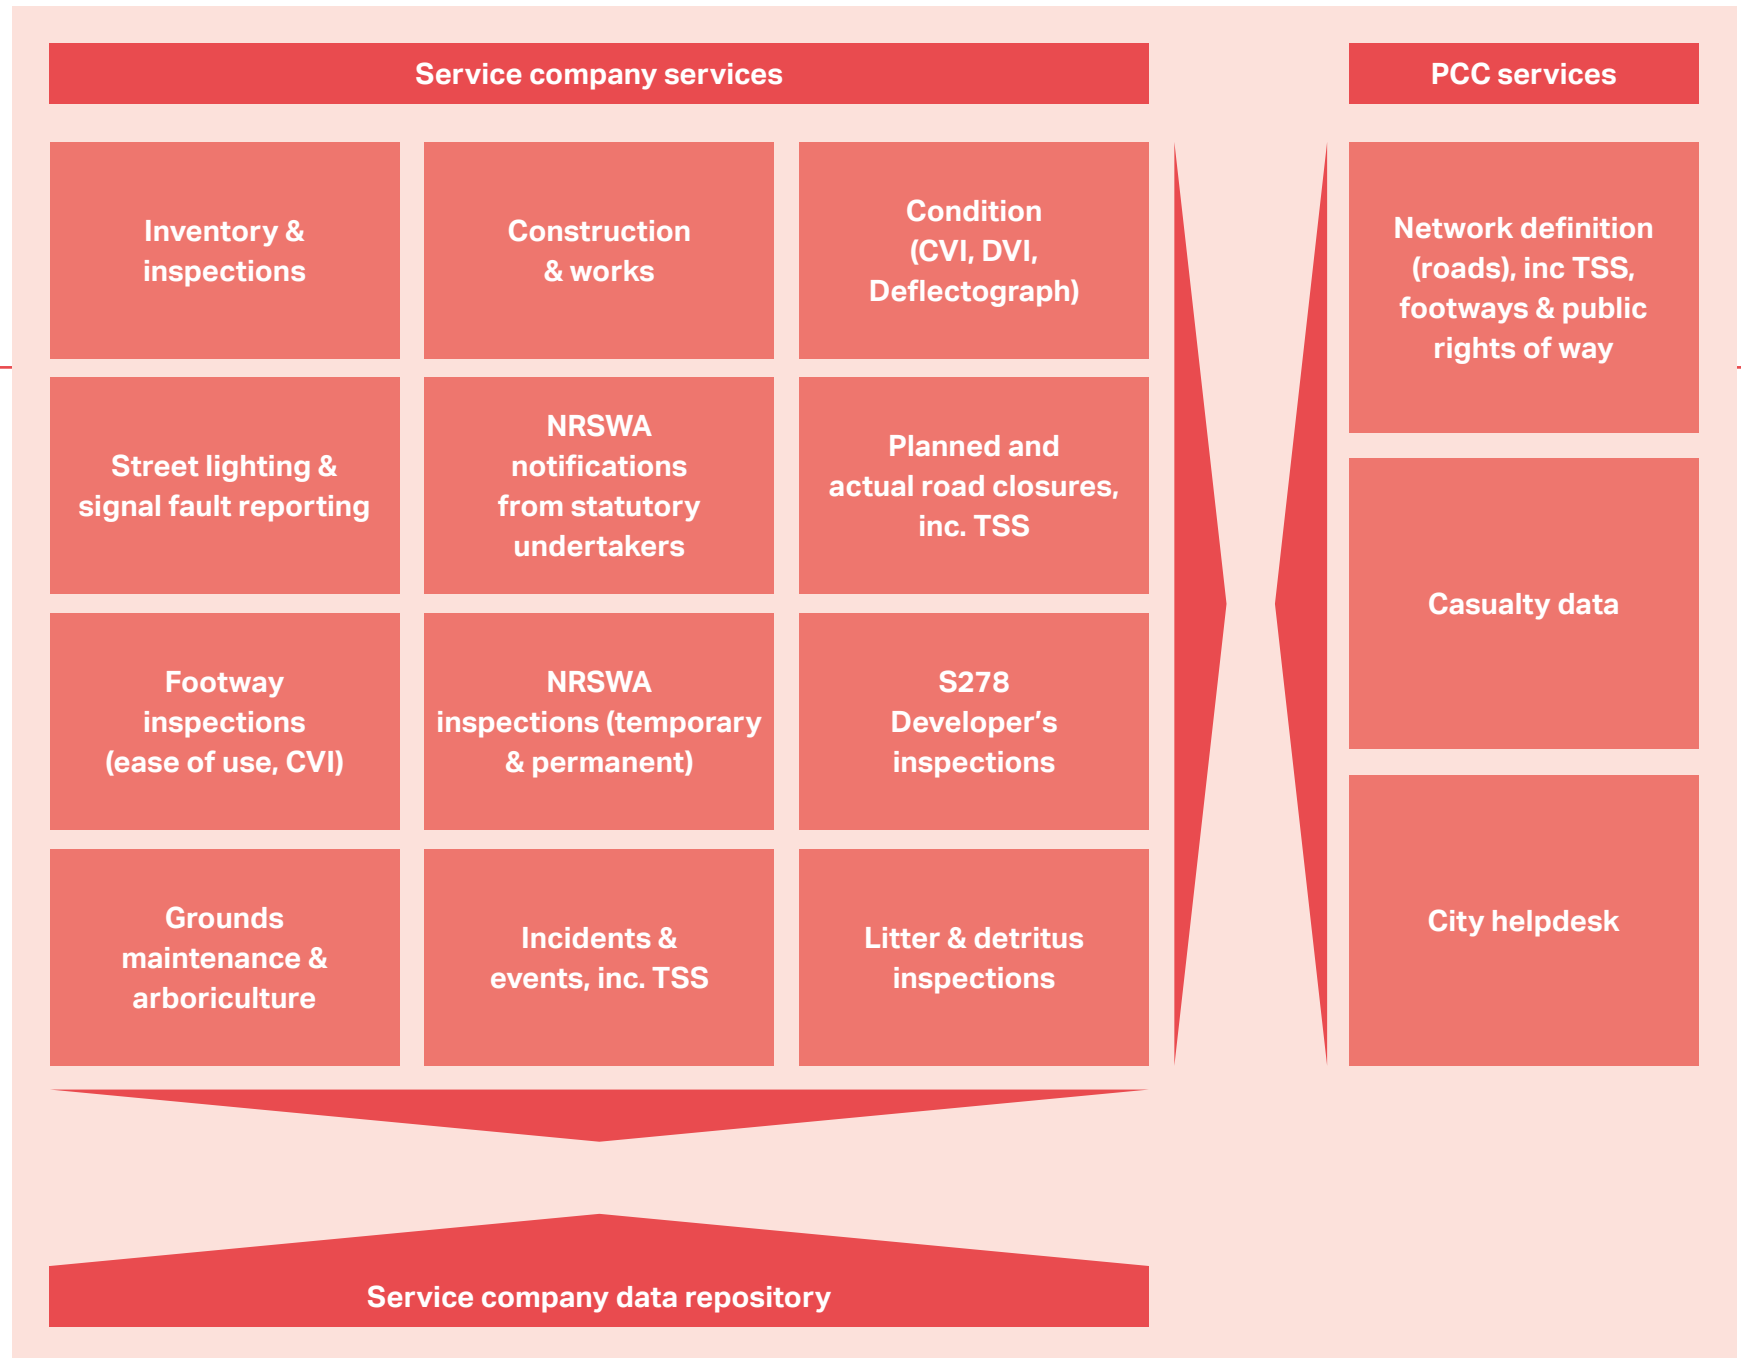 Service company services
PCC services
Inventory &
inspections
Construction
& works
Condition
(CVI, DVI,
Deflectograph)
Network definition
(roads), inc TSS,
footways & public
rights of way
Street lighting &
signal fault reporting
NRSWA
notifications
from statutory
undertakers
Planned and
actual road closures,
inc. TSS
Casualty data
Footway
inspections
(ease of use, CVI)
NRSWA
inspections (temporary
& permanent)
S278
Developer's
inspections
City helpdesk
Grounds
maintenance &
arboriculture
Incidents &
events, inc. TSS
Litter & detritus
inspections
Service company data repository